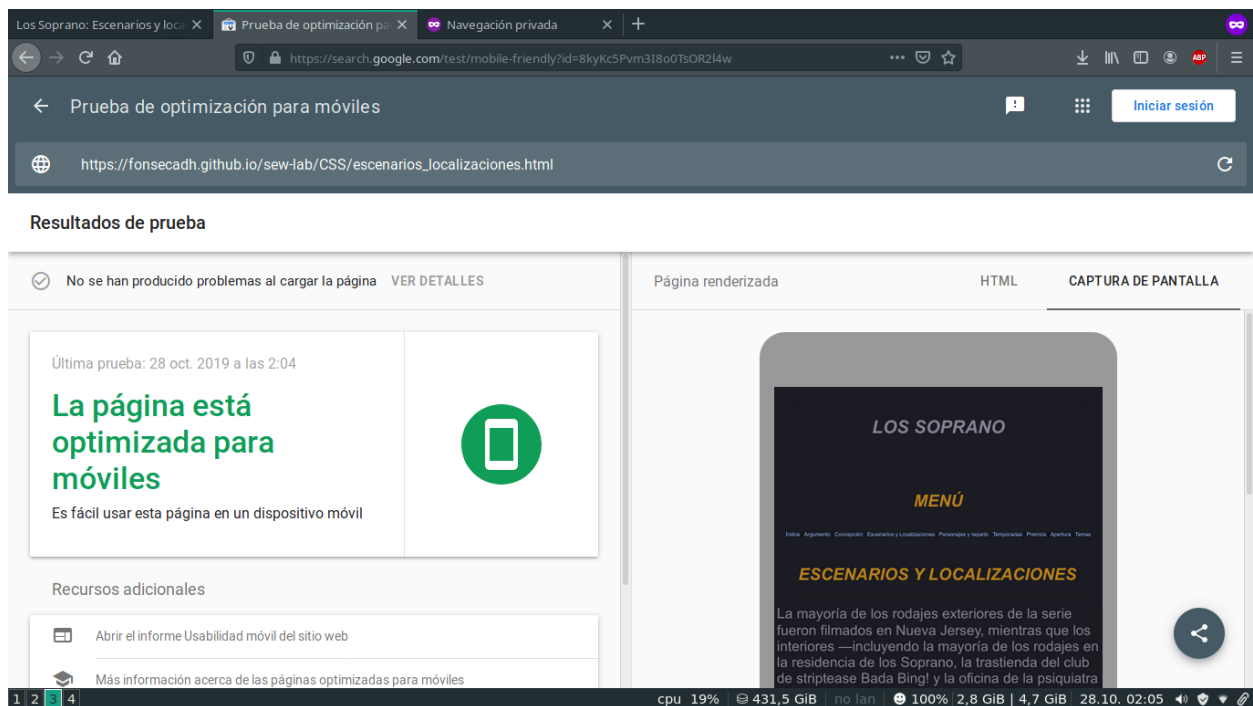 Los Soprano: Escenarios y loca
Prueba de optimización pa
Navegación privada
https://search.google.com/test/mobile-friendly?id=8kyKc5Pvm3I8o0TsOR2l4w
ABP
Prueba de optimización para móviles
Iniciar sesión
https://fonsecadh.github.io/sew-lab/CSS/escenarios_localizaciones.html
Resultados de prueba
No se han producido problemas al cargar la página VER DETALLES
Página renderizada
HTML
CAPTURA DE PANTALLA
Última prueba: 28 oct. 2019 a las 2:04
La página está
optimizada para
móviles
Es fácil usar esta página en un dispositivo móvil
Recursos adicionales
Abrir el informe Usabilidad móvil del sitio web
Más información acerca de las páginas optimizadas para móviles
LOS SOPRANO
MENÚ
Índice Argumento Concepción Escenarios y Localizaciones Personajes y reparto Temporadas Premios Apertura Temas
ESCENARIOS Y LOCALIZACIONES
La mayoría de los rodajes exteriores de la serie
fueron filmados en Nueva Jersey, mientras que los
interiores —incluyendo la mayoría de los rodajes en
la residencia de los Soprano, la trastienda del club
de striptease Bada Bing! y la oficina de la psiquiatra
1 2 3 4
cpu 19% 431,5 GiB no lan 100% 2,8 GiB | 4,7 GiB 28.10. 02:05